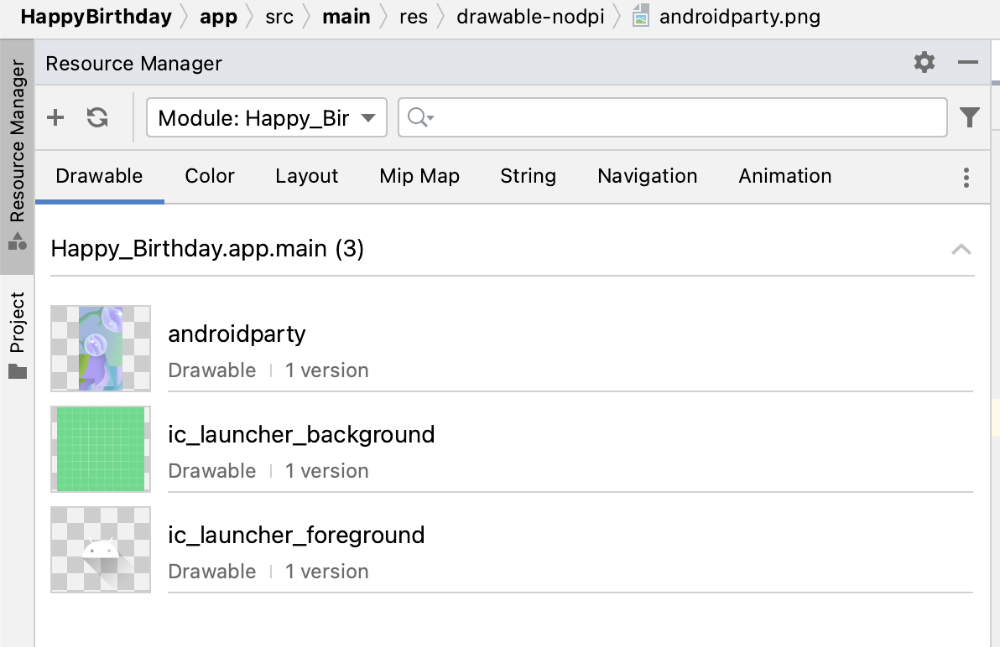 HappyBirthday app src main res drawable-nodpi androidparty.png
Resource Manager
Resource Manager
Project
Module: Happy_Bir
Drawable Color Layout Mip Map String Navigation Animation
Happy_Birthday.app.main (3)
androidparty
Drawable 1 version
ic_launcher_background
Drawable 1 version
ic_launcher_foreground
Drawable 1 version